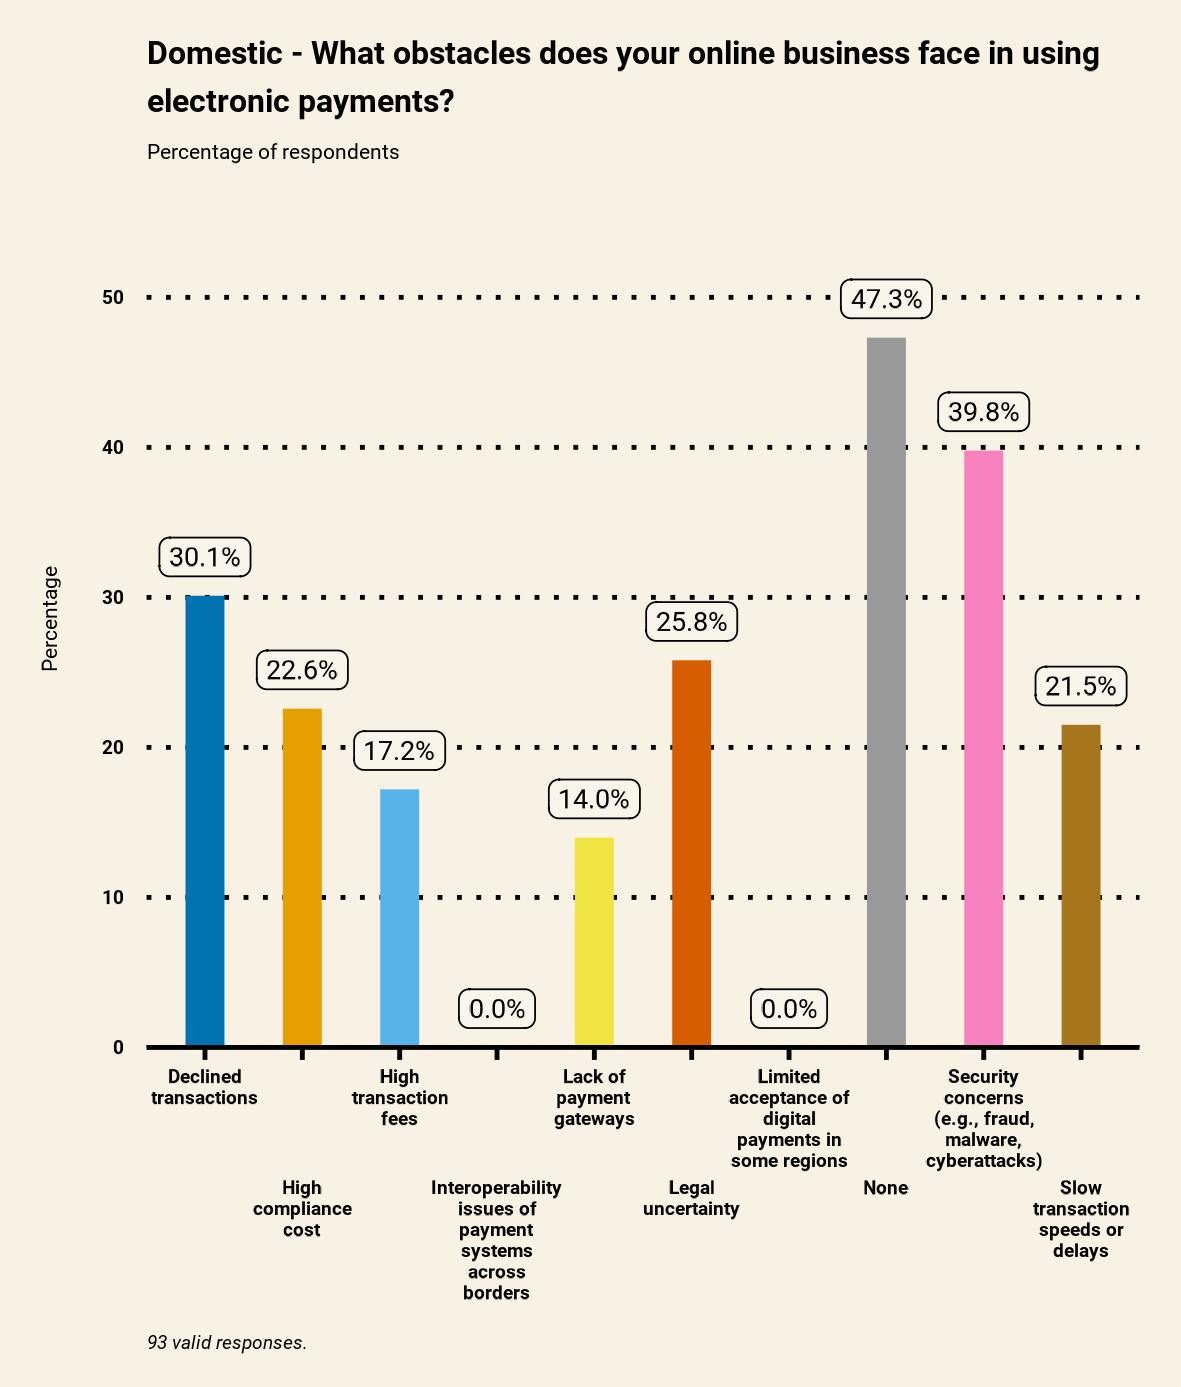 Domestic - What obstacles does your online business face in using
electronic payments?
Percentage of respondents
50
40
30
20
10
0
Percentage
30.1%
22.6%
17.2%
0.0%
14.0%
25.8%
0.0%
47.3%
39.8%
21.5%
Declined
transactions
High
compliance
cost
High
transaction
fees
Interoperability
issues of
payment
systems
across
borders
Lack of
payment
gateways
Legal
uncertainty
Limited
acceptance of
digital
payments in
some regions
None
Security
concerns
(e.g., fraud,
malware,
cyberattacks)
Slow
transaction
speeds or
delays
93 valid responses.